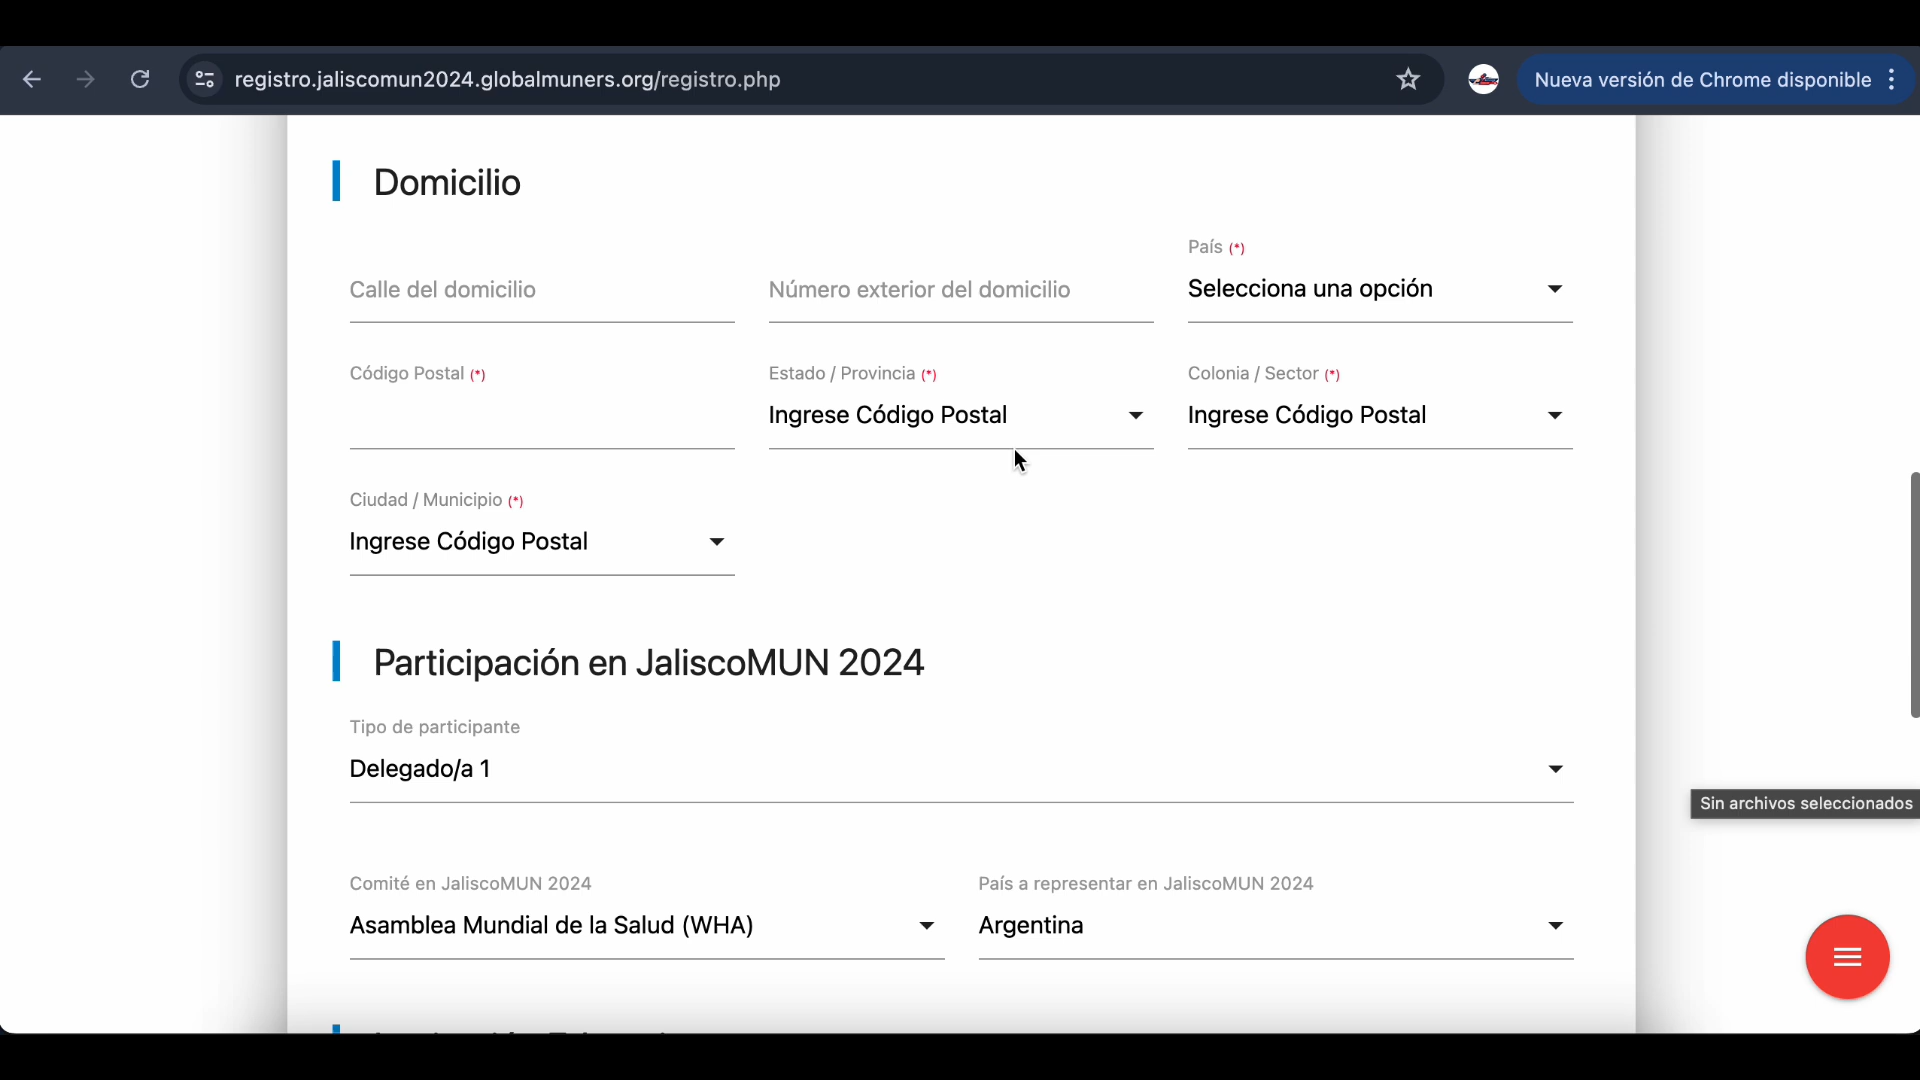 registro.jaliscomun2024.globalmuners.org/registro.php
Nueva versión de Chrome disponible
Domicilio
País (*)
Calle del domicilio
Número exterior del domicilio
Selecciona una opción
Código Postal (*)
Estado / Provincia (*)
Colonia / Sector (*)
Ingrese Código Postal
Ingrese Código Postal
Ciudad / Municipio (*)
Ingrese Código Postal
Participación en JaliscoMUN 2024
Tipo de participante
Delegado/a 1
Sin archivos seleccionados
Comité en JaliscoMUN 2024
País a representar en JaliscoMUN 2024
Asamblea Mundial de la Salud (WHA)
Argentina